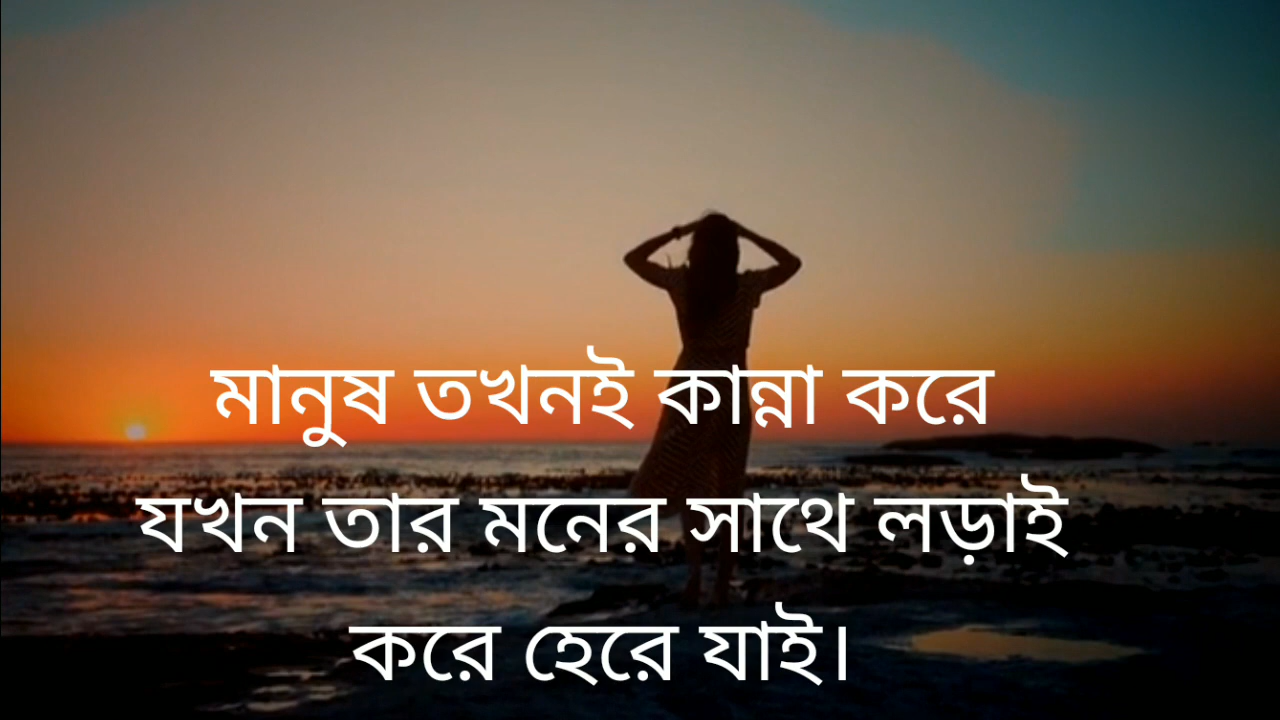 মানুষ তখনই কান্না করে
যখন তার মনের সাথে লড়াই
করে হেরে যাই।